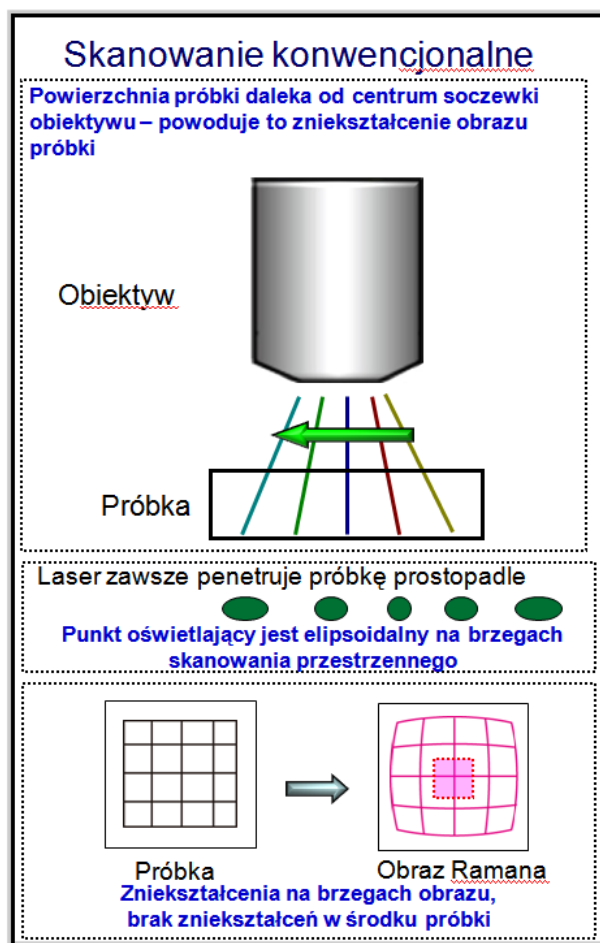 Skanowanie konwencjonalne
Powierzchnia próbki daleka od centrum soczewki
obiektywu – powoduje to zniekształcenie obrazu
próbki
Obiektyw
Próbka
Laser zawsze penetruje próbkę prostopadle
Punkt oświetlający jest elipsoidalny na brzegach
skanowania przestrzennego
Próbka
Obraz Ramana
Zniekształcenia na brzegach obrazu,
brak zniekształceń w środku próbki